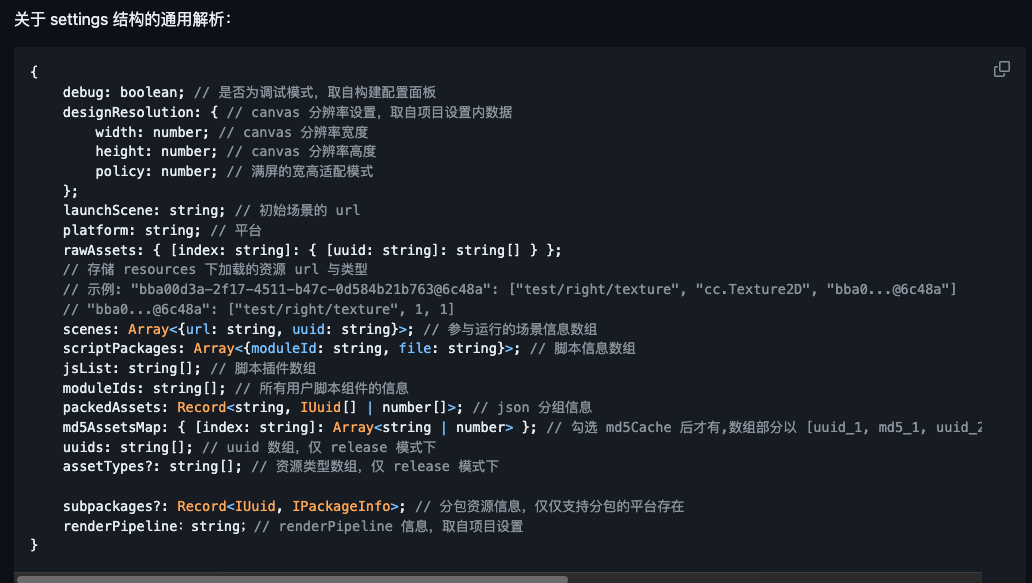 关于 settings 结构的通用解析:
{
debug: boolean; // 是否为调试模式，取自构建配置面板
designResolution: { // canvas 分辨率设置，取自项目设置内数据
width: number; // canvas 分辨率宽度
height: number; // canvas 分辨率高度
policy: number; // 满屏的宽高适配模式
};
launchScene: string; // 初始场景的 url
platform: string; // 平台
rawAssets: { [index: string]: { [uuid: string]: string[] } };
// 存储 resources 下加载的资源 url 与类型
// 示例: "bba00d3a-2f17-4511-b47c-0d584b21b763@6c48a": ["test/right/texture", "cc.Texture2D", "bba0...@6c48a"]
// "bba0...@6c48a": ["test/right/texture", 1, 1]
scenes: Array<{url: string, uuid: string}>; // 参与运行的场景信息数组
scriptPackages: Array<{moduleId: string, file: string}>; // 脚本信息数组
jsList: string[]; // 脚本插件数组
moduleIds: string[]; // 所有用户脚本组件的信息
packedAssets: Record<string, IUuid[] | number[]>; // json 分组信息
md5AssetsMap: { [index: string]: Array<string | number> }; // 勾选 md5Cache 后才有,数组部分以 [uuid_1, md5_1, uuid_2
uuids: string[]; // uuid 数组，仅 release 模式下
assetTypes?: string[]; // 资源类型数组，仅 release 模式下
subpackages?: Record<IUuid, IPackageInfo>; // 分包资源信息，仅仅支持分包的平台存在
renderPipeline: string; // renderPipeline 信息，取自项目设置
}